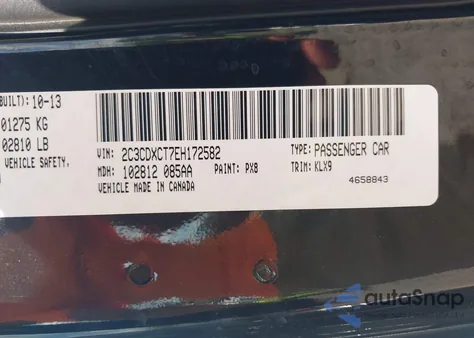 BUILT): 10-13
01275 KG
02810 LB
VEHICLE SAFETY.
VIN: 2C3CDXCT7EH172582
TYPE: PASSENGER CAR
MDH: 102812 085AA
PAINT: PX8
TRIM: KLX9
VEHICLE MADE IN CANADA
4658843
autoSnap